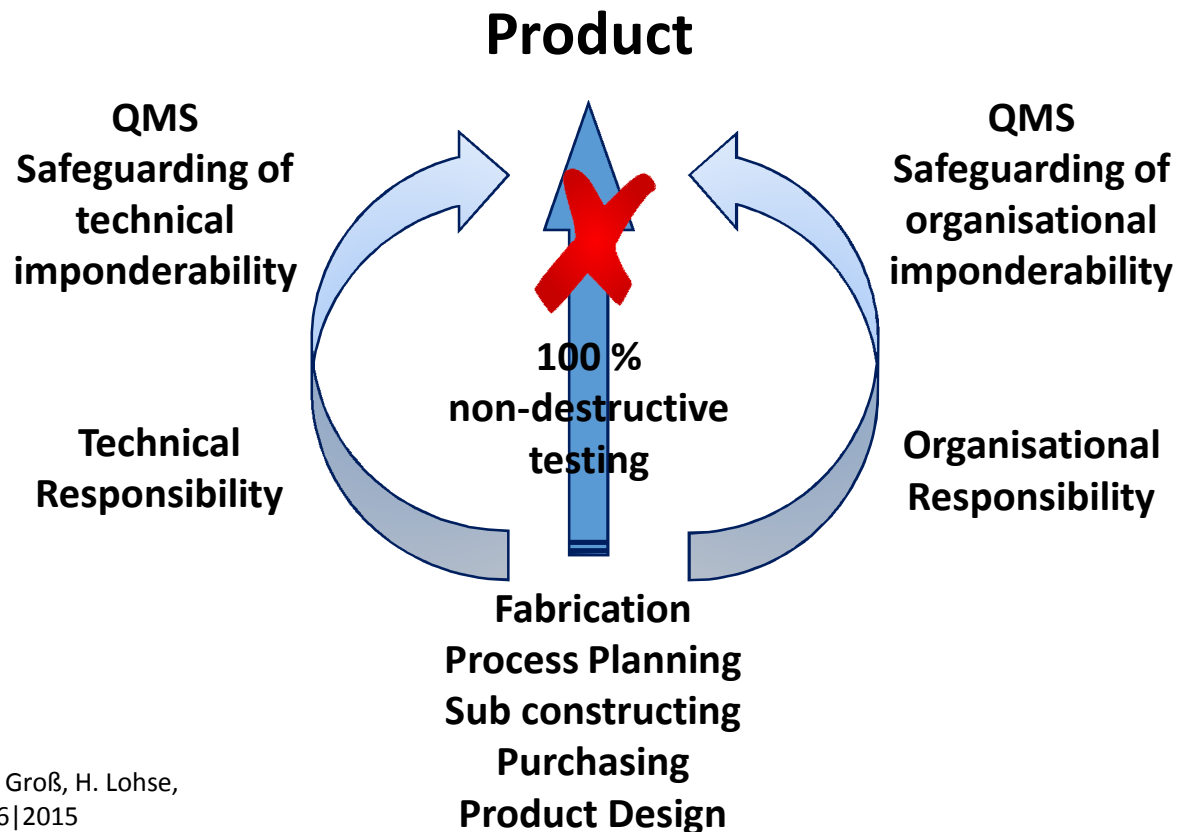 Product
QMS
Safeguarding of
technical
imponderability
QMS
Safeguarding of
organisational
imponderability
100 %
non-destructive
testing
Technical
Responsibility
Organisational
Responsibility
Fabrication
Process Planning
Sub constructing
Purchasing
Product Design
Groß, H. Lohse,
6|2015